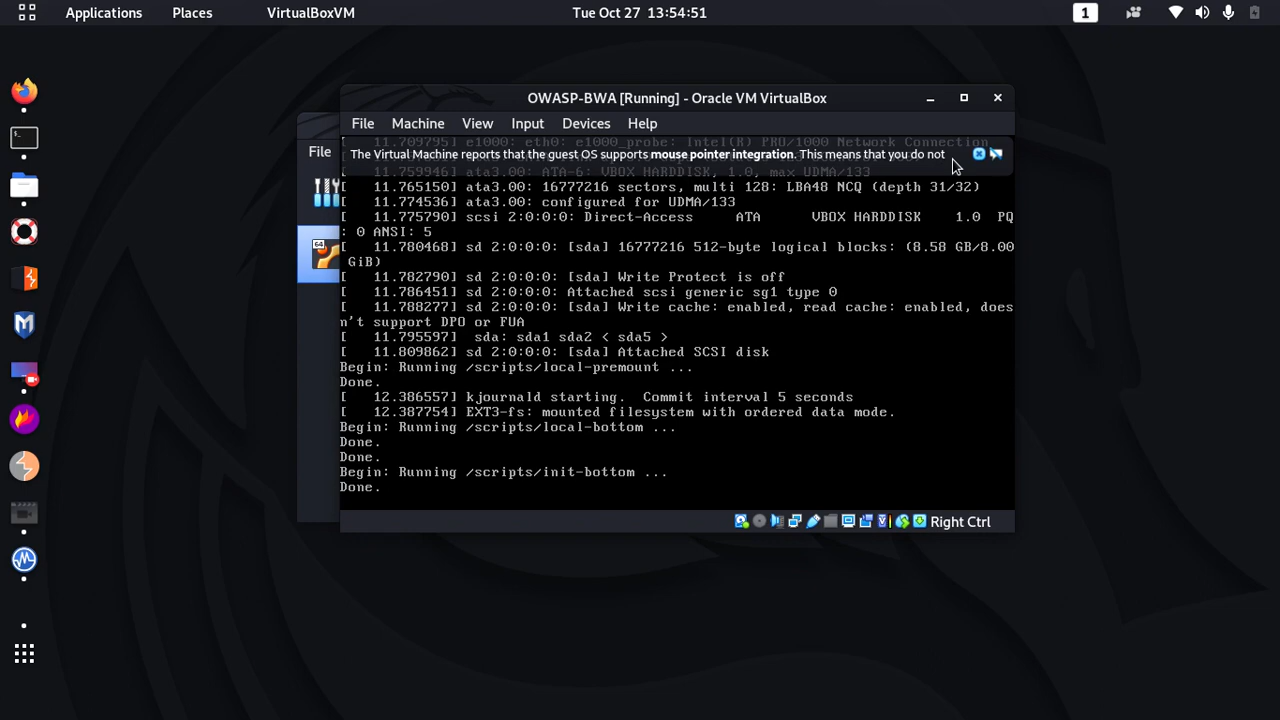 Applications Places VirtualBoxVM Tue Oct 27 13:54:51 1
OWASP-BWA [Running] - Oracle VM VirtualBox
File Machine View Input Devices Help
File
[ 11.709795] e1000: eth0: e1000_probe: Intel(R) PRO/1000 Network Connection
The Virtual Machine reports that the guest OS supports mouse pointer integration. This means that you do not
[ 11.759946] ata3.00: ATA-6: VBOX HARDDISK, 1.0, max UDMA/133
[ 11.765150] ata3.00: 16777216 sectors, multi 128: LBA48 NCQ (depth 31/32)
[ 11.774536] ata3.00: configured for UDMA/133
[ 11.775790] scsi 2:0:0:0: Direct-Access ATA VBOX HARDDISK 1.0 PQ
: 0 ANSI: 5
[ 11.780468] sd 2:0:0:0: [sda] 16777216 512-byte logical blocks: (8.58 GB/8.00
GiB)
[ 11.782790] sd 2:0:0:0: [sda] Write Protect is off
[ 11.786451] sd 2:0:0:0: Attached scsi generic sg1 type 0
[ 11.788277] sd 2:0:0:0: [sda] Write cache: enabled, read cache: enabled, does
n't support DPO or FUA
[ 11.795597] sda: sda1 sda2 < sda5 >
[ 11.809862] sd 2:0:0:0: [sda] Attached SCSI disk
Begin: Running /scripts/local-premount ...
Done.
[ 12.386557] kjournald starting. Commit interval 5 seconds
[ 12.387754] EXT3-fs: mounted filesystem with ordered data mode.
Begin: Running /scripts/local-bottom ...
Done.
Done.
Begin: Running /scripts/init-bottom ...
Done.
Right Ctrl
64